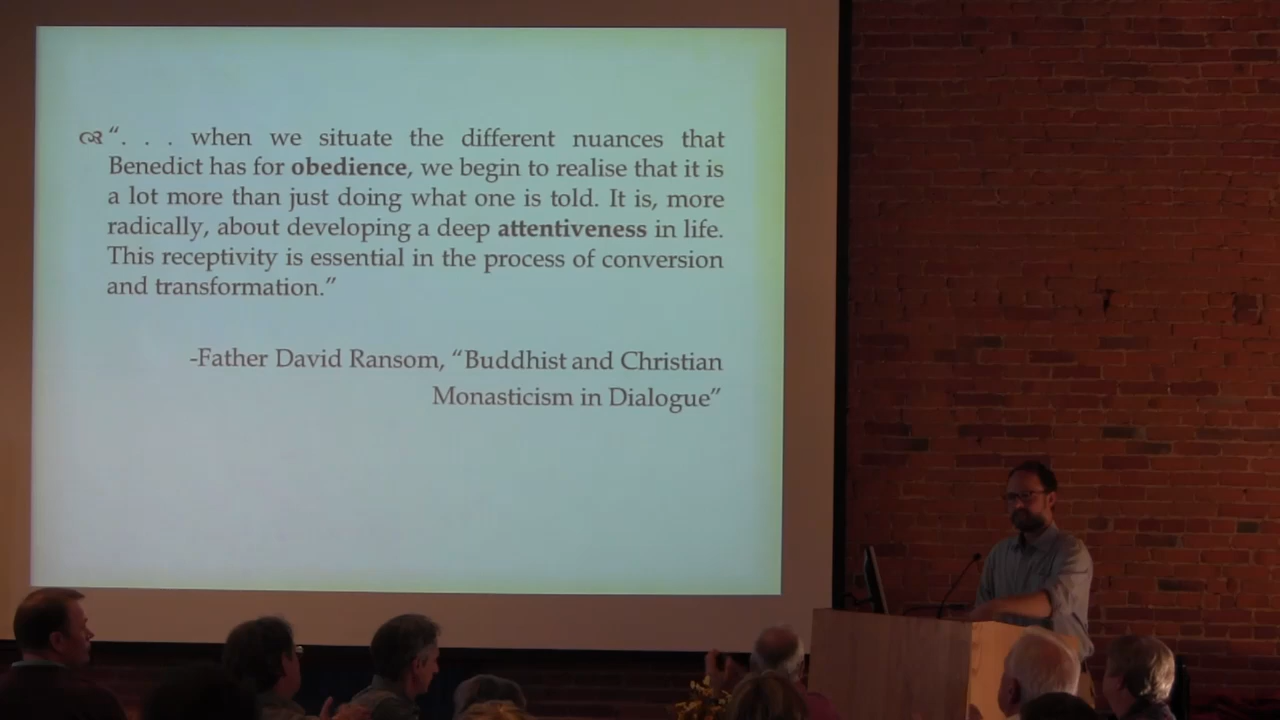 “. . . when we situate the different nuances that
Benedict has for obedience, we begin to realise that it is
a lot more than just doing what one is told. It is, more
radically, about developing a deep attentiveness in life.
This receptivity is essential in the process of conversion
and transformation.”
-Father David Ransom, “Buddhist and Christian
Monasticism in Dialogue”